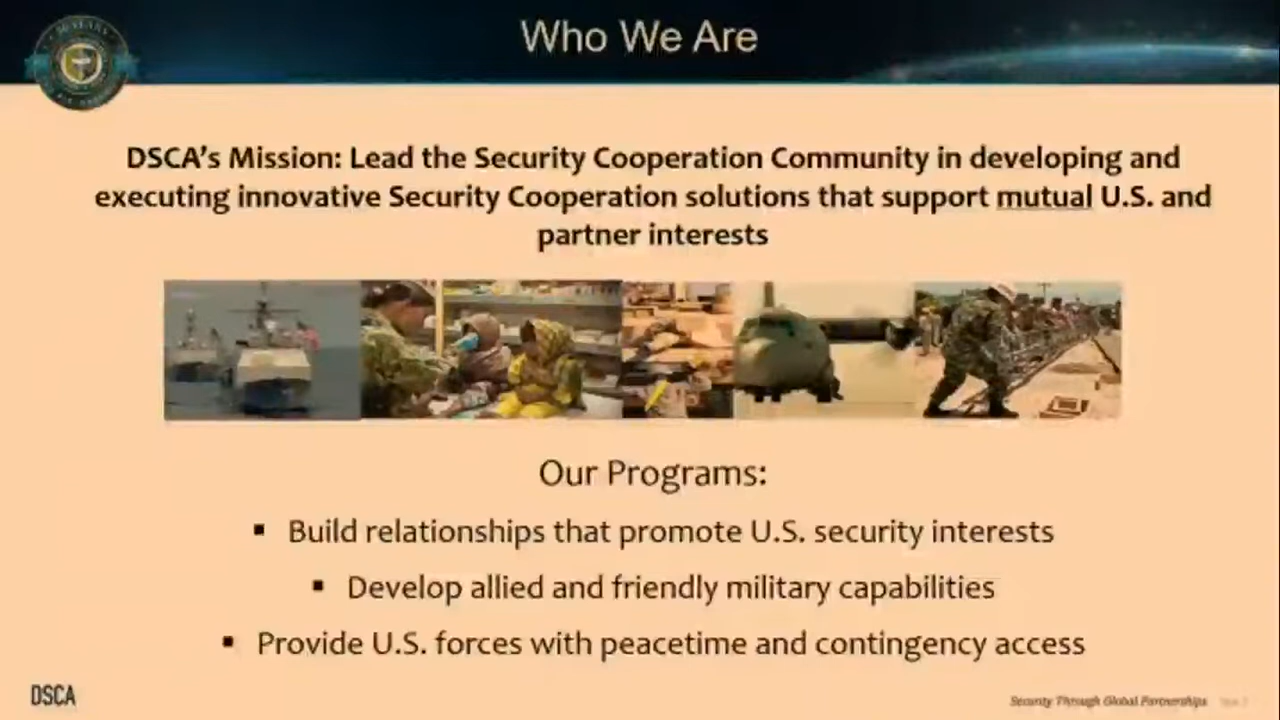 Who We Are
DSCA's Mission: Lead the Security Cooperation Community in developing and
executing innovative Security Cooperation solutions that support mutual U.S. and
partner interests
Our Programs:
▪ Build relationships that promote U.S. security interests
▪ Develop allied and friendly military capabilities
▪ Provide U.S. forces with peacetime and contingency access
DSCA
Security Through Global Partnerships